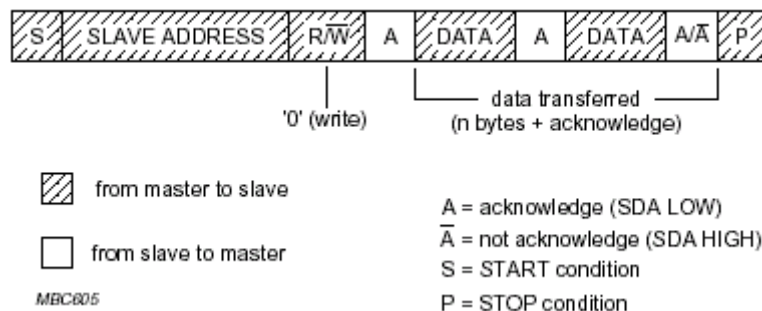 S SLAVE ADDRESS R/W̅ A DATA A DATA A/A̅ P
data transferred
'0' (write) (n bytes + acknowledge)
from master to slave
from slave to master
A = acknowledge (SDA LOW)
A̅ = not acknowledge (SDA HIGH)
S = START condition
P = STOP condition
MBC605